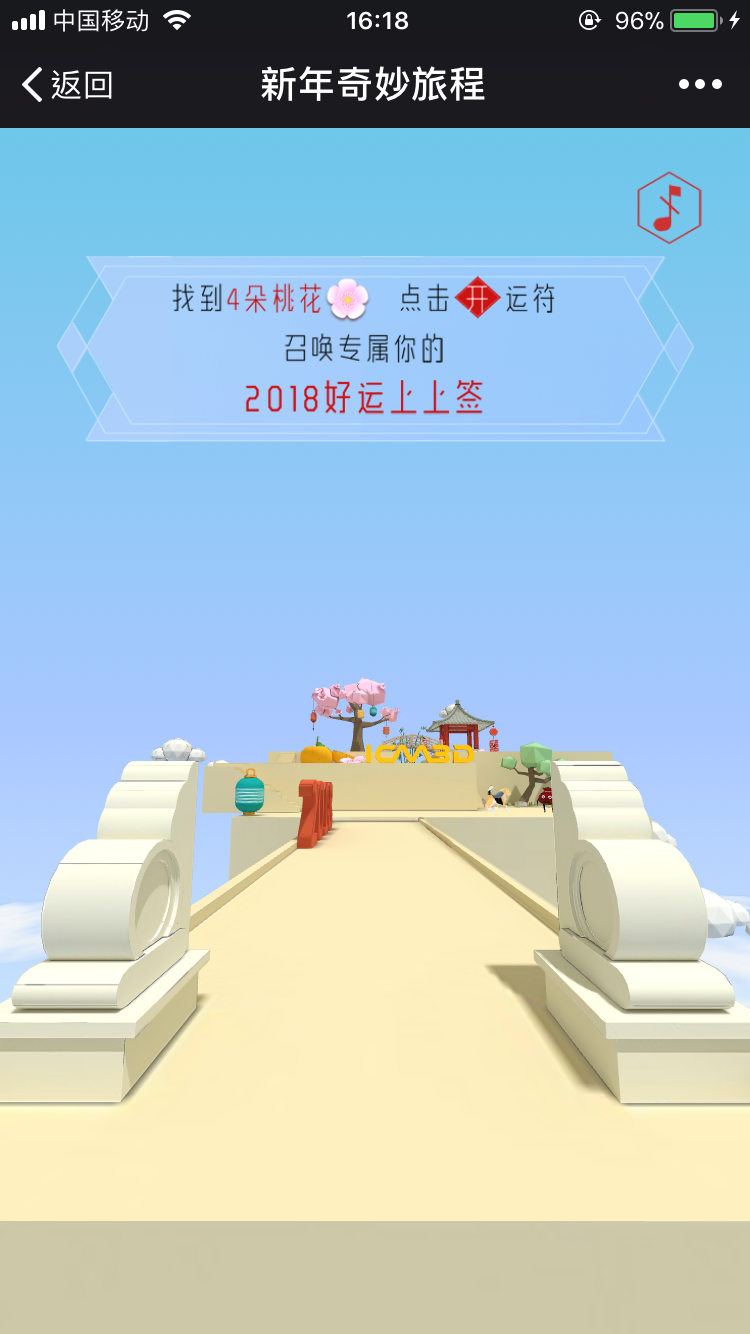 中国移动 16:18 96%
返回 新年奇妙旅程
找到4朵桃花 点击开运符
召唤专属你的
2018好运上上签
ICM3D